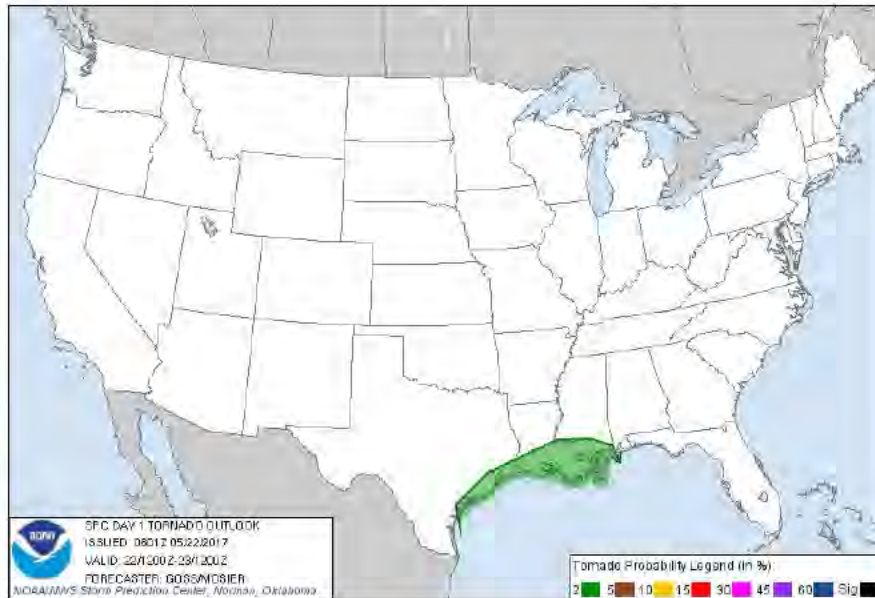 SPC DAY 1 TORNADO OUTLOOK
ISSUED: 0601Z 05/22/2017
VALID: 22/1200Z-23/1200Z
FORECASTER: GOSS/MOSIER
NOAA/NWS Storm Prediction Center, Norman, Oklahoma
NOAA
Tornado Probability Legend (in %)
2 5 10 15 30 45 60 Sig